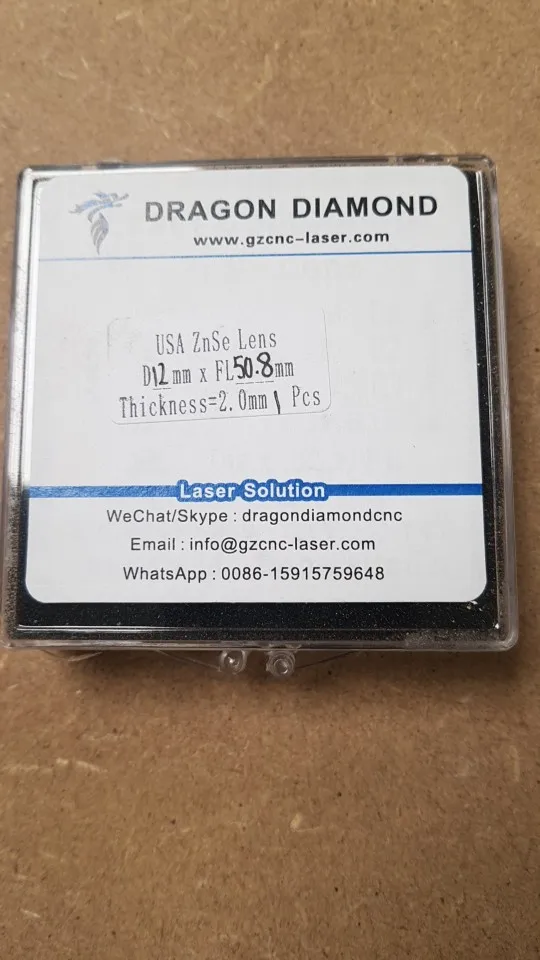 DRAGON DIAMOND
www.gzcnc-laser.com
USA ZnSe Lens
D12mm x FL50.8mm
Thickness=2.0mm 1 Pcs
Laser Solution
WeChat/Skype : dragondiamondcnc
Email : info@gzcnc-laser.com
WhatsApp : 0086-15915759648